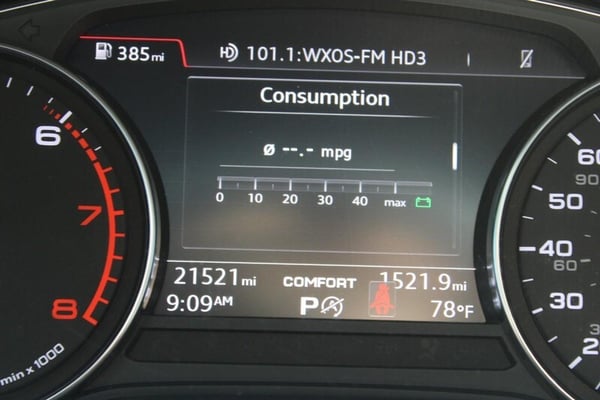 385mi
101.1:WXOS-FM HD3
Consumption
Ø --.- mpg
0 10 20 30 40 max
21521mi COMFORT 1521.9mi
9:09AM P A 78°F
6
7
8
min x 1000
60
90
50
40
60
30
2